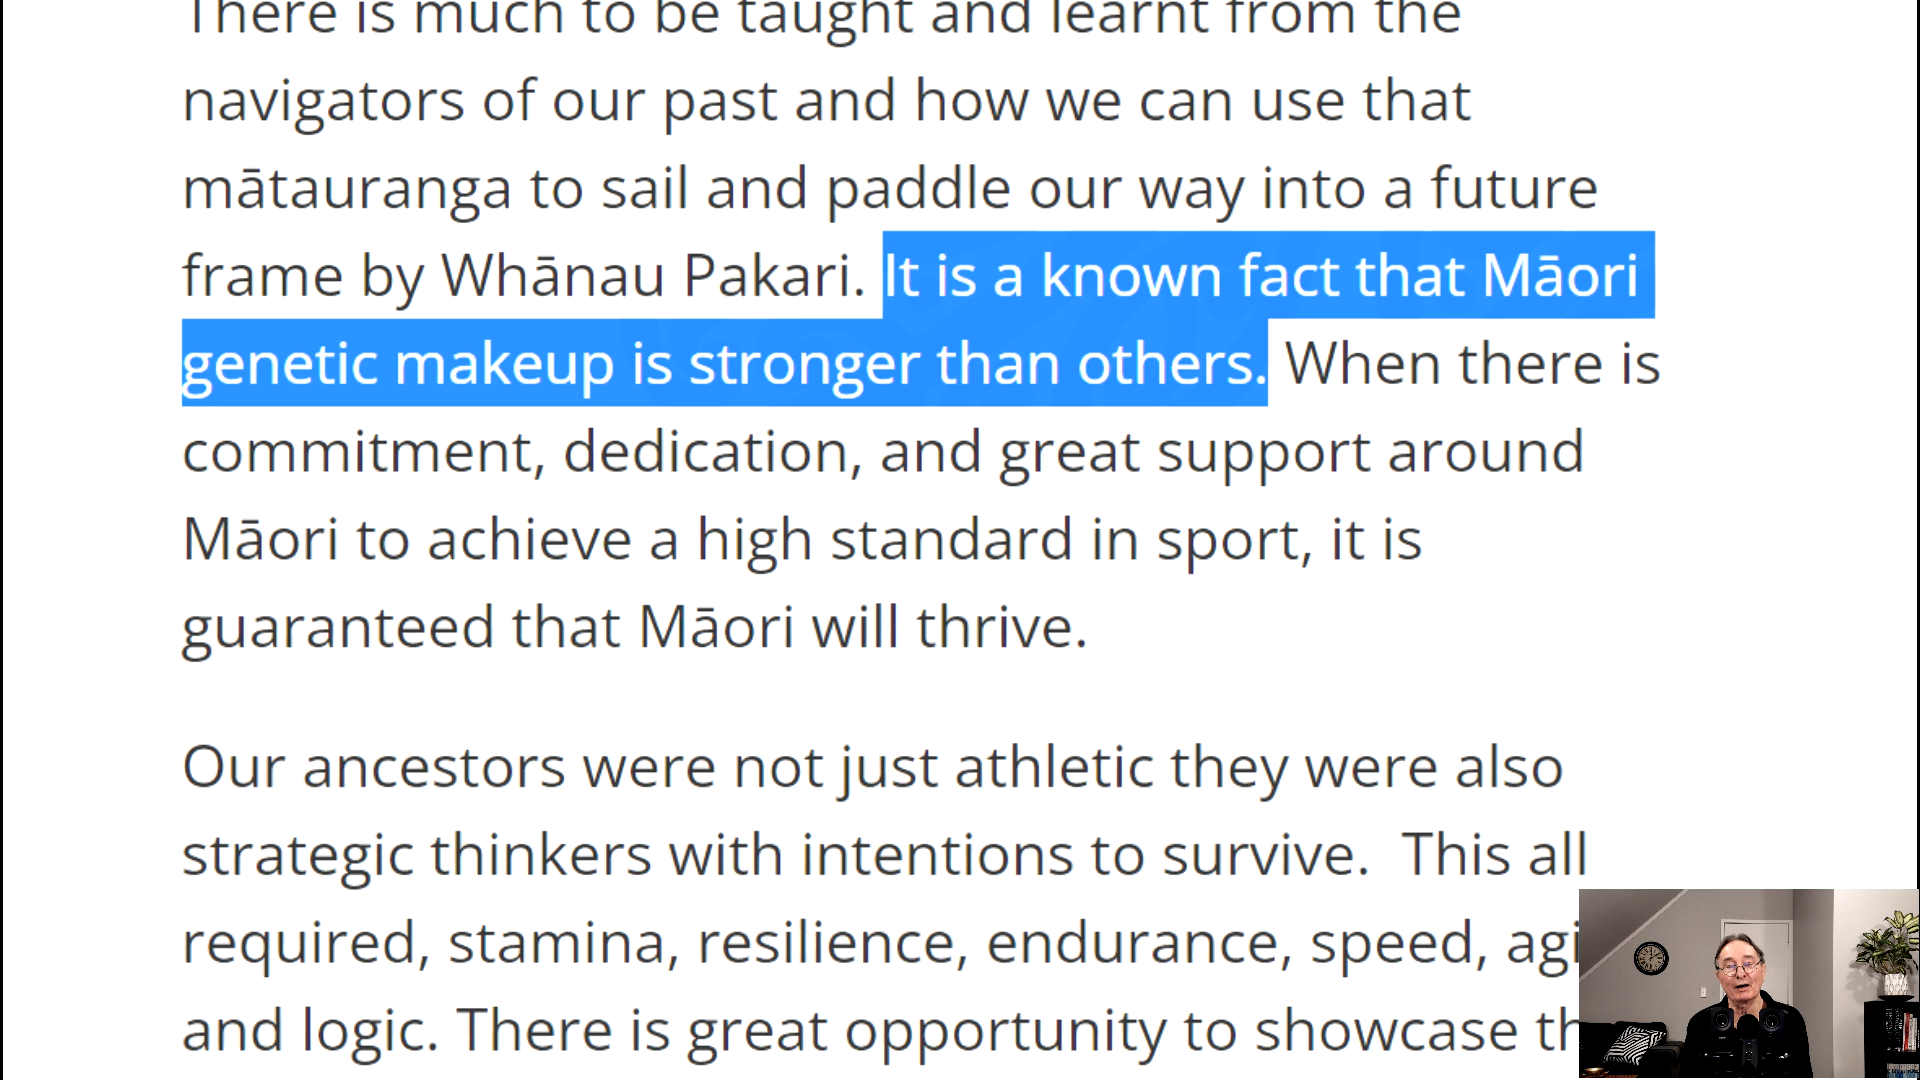 There is much to be taught and learnt from the
navigators of our past and how we can use that
mātauranga to sail and paddle our way into a future
frame by Whānau Pakari. It is a known fact that Māori
genetic makeup is stronger than others. When there is
commitment, dedication, and great support around
Māori to achieve a high standard in sport, it is
guaranteed that Māori will thrive.
Our ancestors were not just athletic they were also
strategic thinkers with intentions to survive. This all
required, stamina, resilience, endurance, speed,
and logic. There is great opportunity to showcase